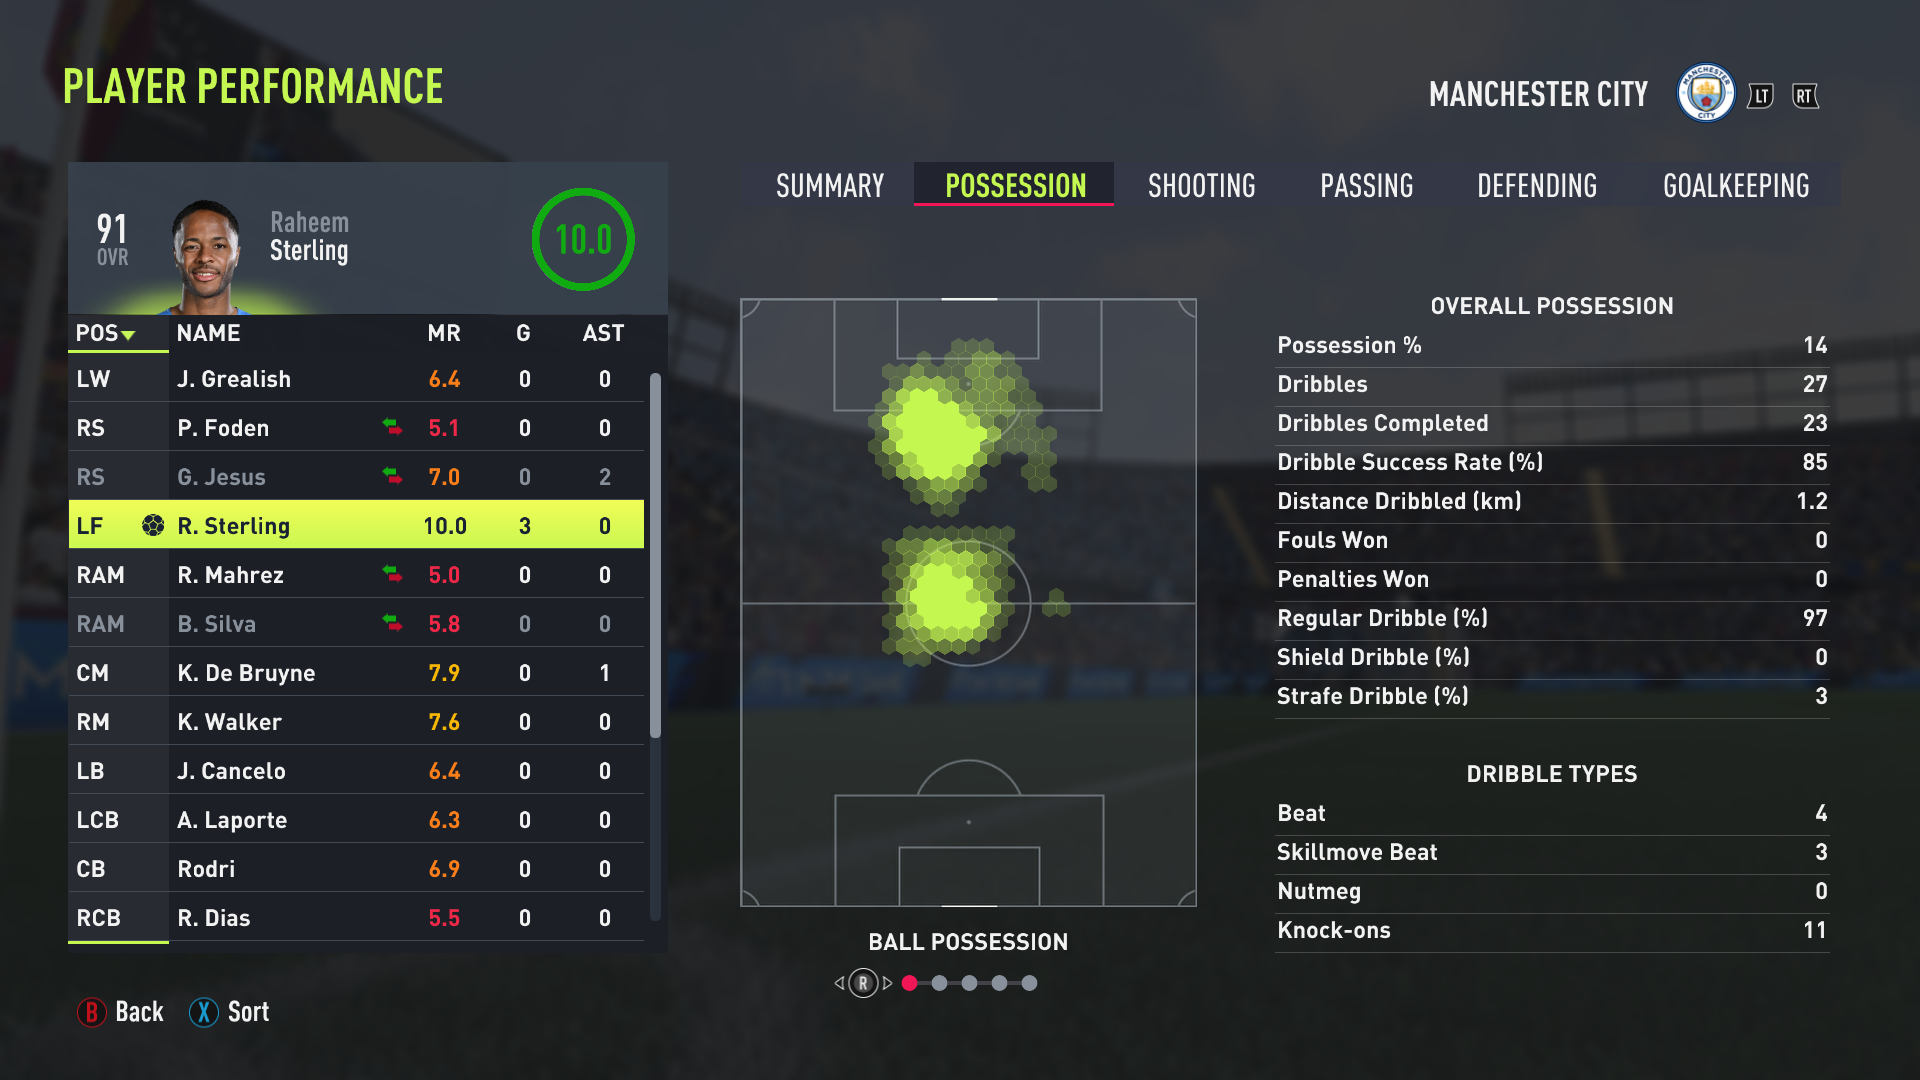 PLAYER PERFORMANCE
MANCHESTER CITY
MANCHESTER
CITY
LT
RT
91
OVR
Raheem
Sterling
10.0
SUMMARY POSSESSION SHOOTING PASSING DEFENDING GOALKEEPING
POS NAME MR G AST
LW J. Grealish 6.4 0 0
RS P. Foden 5.1 0 0
RS G. Jesus 7.0 0 2
LF R. Sterling 10.0 3 0
RAM R. Mahrez 5.0 0 0
RAM B. Silva 5.8 0 0
CM K. De Bruyne 7.9 0 1
RM K. Walker 7.6 0 0
LB J. Cancelo 6.4 0 0
LCB A. Laporte 6.3 0 0
CB Rodri 6.9 0 0
RCB R. Dias 5.5 0 0
BALL POSSESSION
R
OVERALL POSSESSION
Possession % 14
Dribbles 27
Dribbles Completed 23
Dribble Success Rate (%) 85
Distance Dribbled (km) 1.2
Fouls Won 0
Penalties Won 0
Regular Dribble (%) 97
Shield Dribble (%) 0
Strafe Dribble (%) 3
DRIBBLE TYPES
Beat 4
Skillmove Beat 3
Nutmeg 0
Knock-ons 11
B Back X Sort